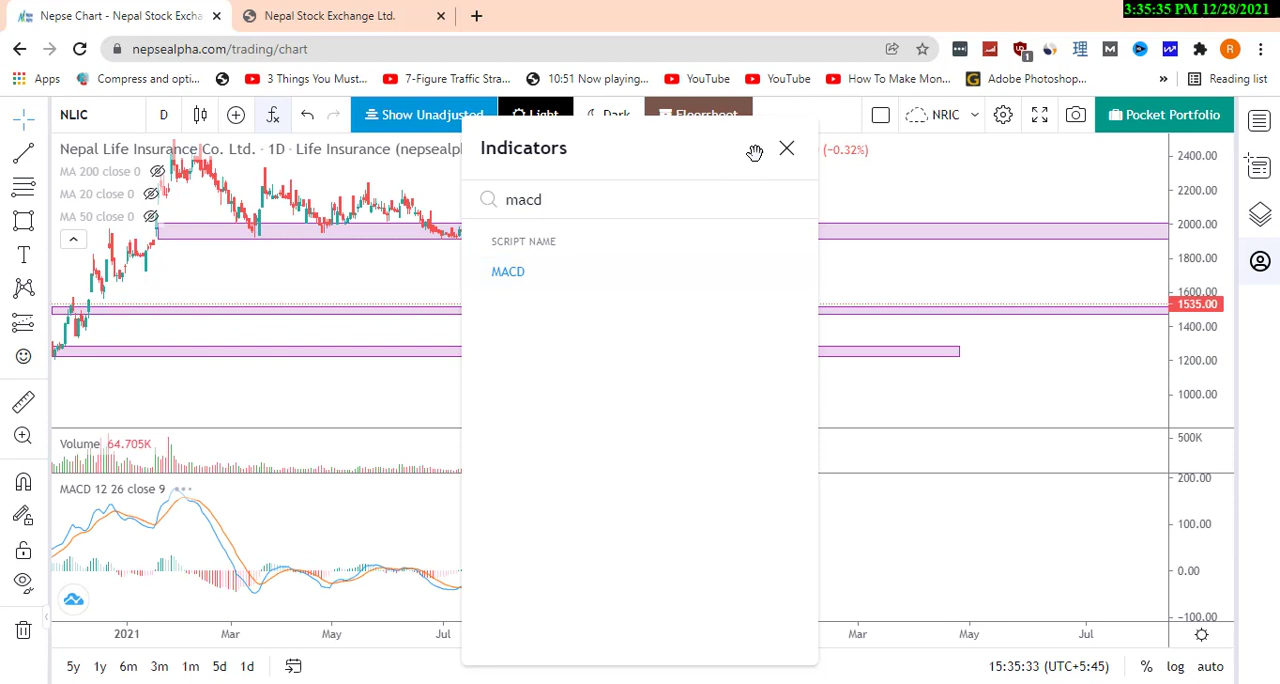 3:35:35 PM 12/28/2021
Nepse Chart - Nepal Stock Excha
Nepal Stock Exchange Ltd.
nepsealpha.com/trading/chart
R
Apps
Compress and opti...
3 Things You Must...
7-Figure Traffic Stra...
10:51 Now playing...
YouTube
YouTube
How To Make Mon...
Adobe Photoshop...
»
Reading list
NLIC
D
Show Unadjusted
Light
Dark
Floorsheet
NRIC
Pocket Portfolio
Nepal Life Insurance Co. Ltd. · 1D · Life Insurance (nepsealph
(−0.32%)
MA 200 close 0
MA 20 close 0
MA 50 close 0
Indicators
macd
SCRIPT NAME
MACD
2400.00
2200.00
2000.00
1800.00
1600.00
1535.00
1400.00
1200.00
1000.00
Volume 64.705K
500K
MACD 12 26 close 9
200.00
100.00
0.00
−100.00
2021
Mar
May
Jul
Mar
May
Jul
5y 1y 6m 3m 1m 5d 1d
15:35:33 (UTC+5:45)
% log auto